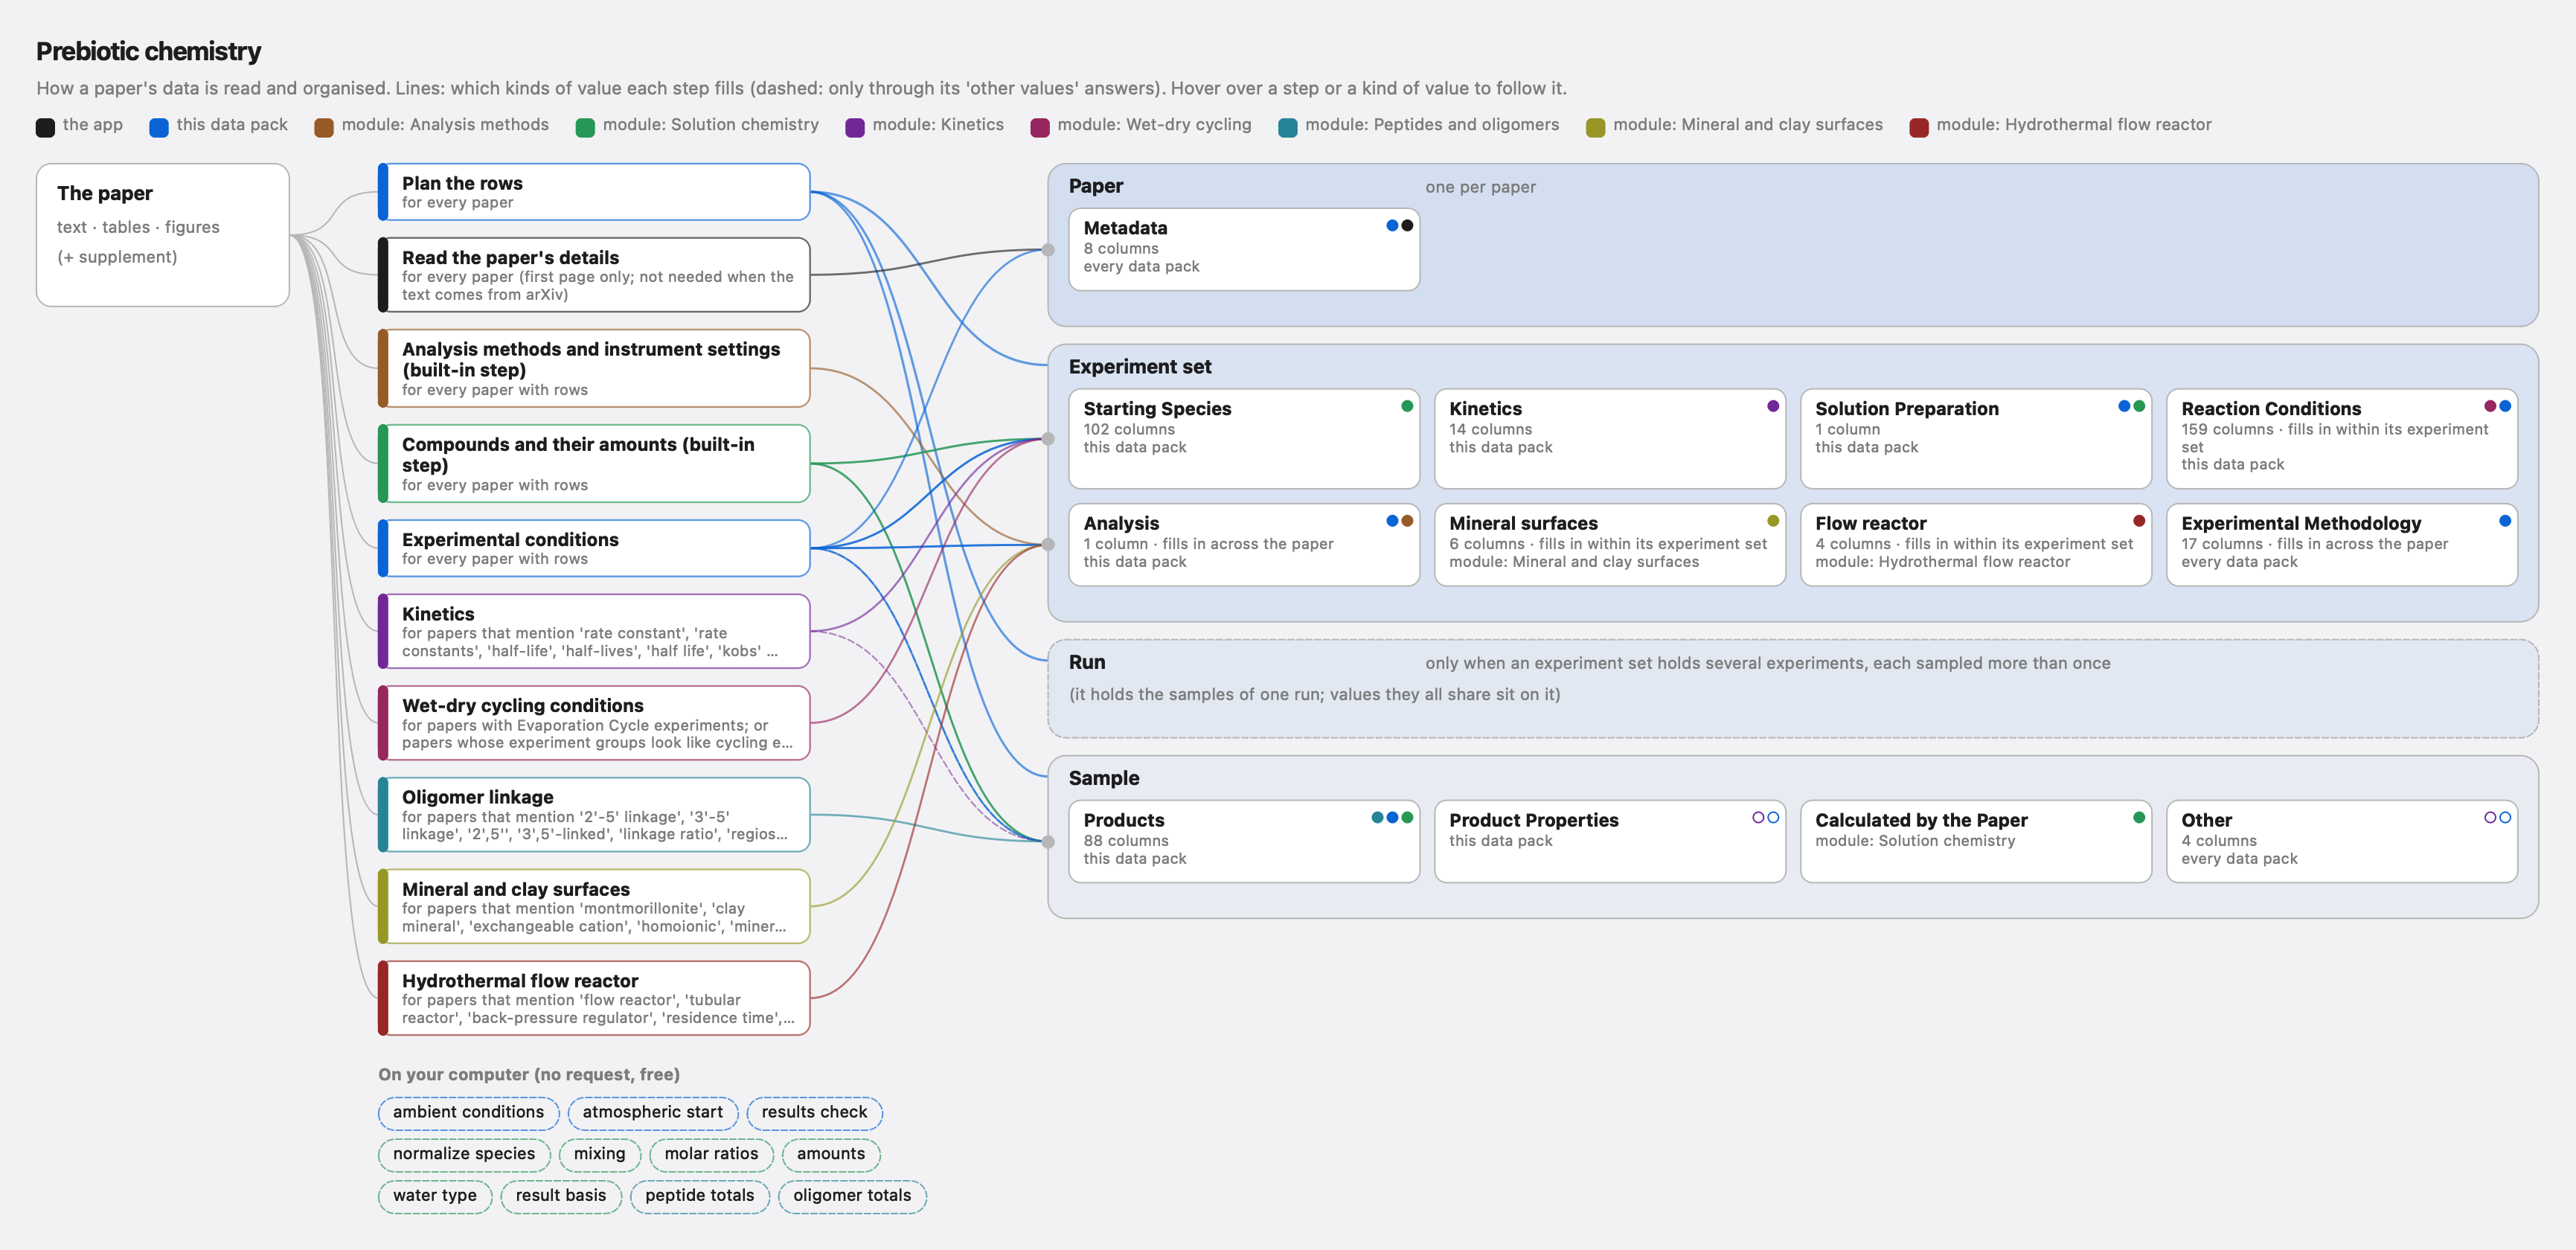 Prebiotic chemistry
How a paper's data is read and organised. Lines: which kinds of value each step fills (dashed: only through its 'other values' answers). Hover over a step or a kind of value to follow it.
the app
this data pack
module: Analysis methods
module: Solution chemistry
module: Kinetics
module: Wet-dry cycling
module: Peptides and oligomers
module: Mineral and clay surfaces
module: Hydrothermal flow reactor
The paper
text · tables · figures
(+ supplement)
Plan the rows
for every paper
Read the paper's details
for every paper (first page only; not needed when the
text comes from arXiv)
Analysis methods and instrument settings
(built-in step)
for every paper with rows
Compounds and their amounts (built-in
step)
for every paper with rows
Experimental conditions
for every paper with rows
Kinetics
for papers that mention 'rate constant', 'rate
constants', 'half-life', 'half-lives', 'half life', 'kobs' ...
Wet-dry cycling conditions
for papers with Evaporation Cycle experiments; or
papers whose experiment groups look like cycling e...
Oligomer linkage
for papers that mention '2'-5' linkage', '3'-5'
linkage', '2',5'', '3',5'-linked', 'linkage ratio', 'regios...
Mineral and clay surfaces
for papers that mention 'montmorillonite', 'clay
mineral', 'exchangeable cation', 'homoionic', 'miner...
Hydrothermal flow reactor
for papers that mention 'flow reactor', 'tubular
reactor', 'back-pressure regulator', 'residence time',...
On your computer (no request, free)
ambient conditions
atmospheric start
results check
normalize species
mixing
molar ratios
amounts
water type
result basis
peptide totals
oligomer totals
Paper
one per paper
Metadata
8 columns
every data pack
Experiment set
Starting Species
102 columns
this data pack
Kinetics
14 columns
this data pack
Solution Preparation
1 column
this data pack
Reaction Conditions
159 columns · fills in within its experiment
set
this data pack
Analysis
1 column · fills in across the paper
this data pack
Mineral surfaces
6 columns · fills in within its experiment set
module: Mineral and clay surfaces
Flow reactor
4 columns · fills in within its experiment set
module: Hydrothermal flow reactor
Experimental Methodology
17 columns · fills in across the paper
every data pack
Run
only when an experiment set holds several experiments, each sampled more than once
(it holds the samples of one run; values they all share sit on it)
Sample
Products
88 columns
this data pack
Product Properties
this data pack
Calculated by the Paper
module: Solution chemistry
Other
4 columns
every data pack